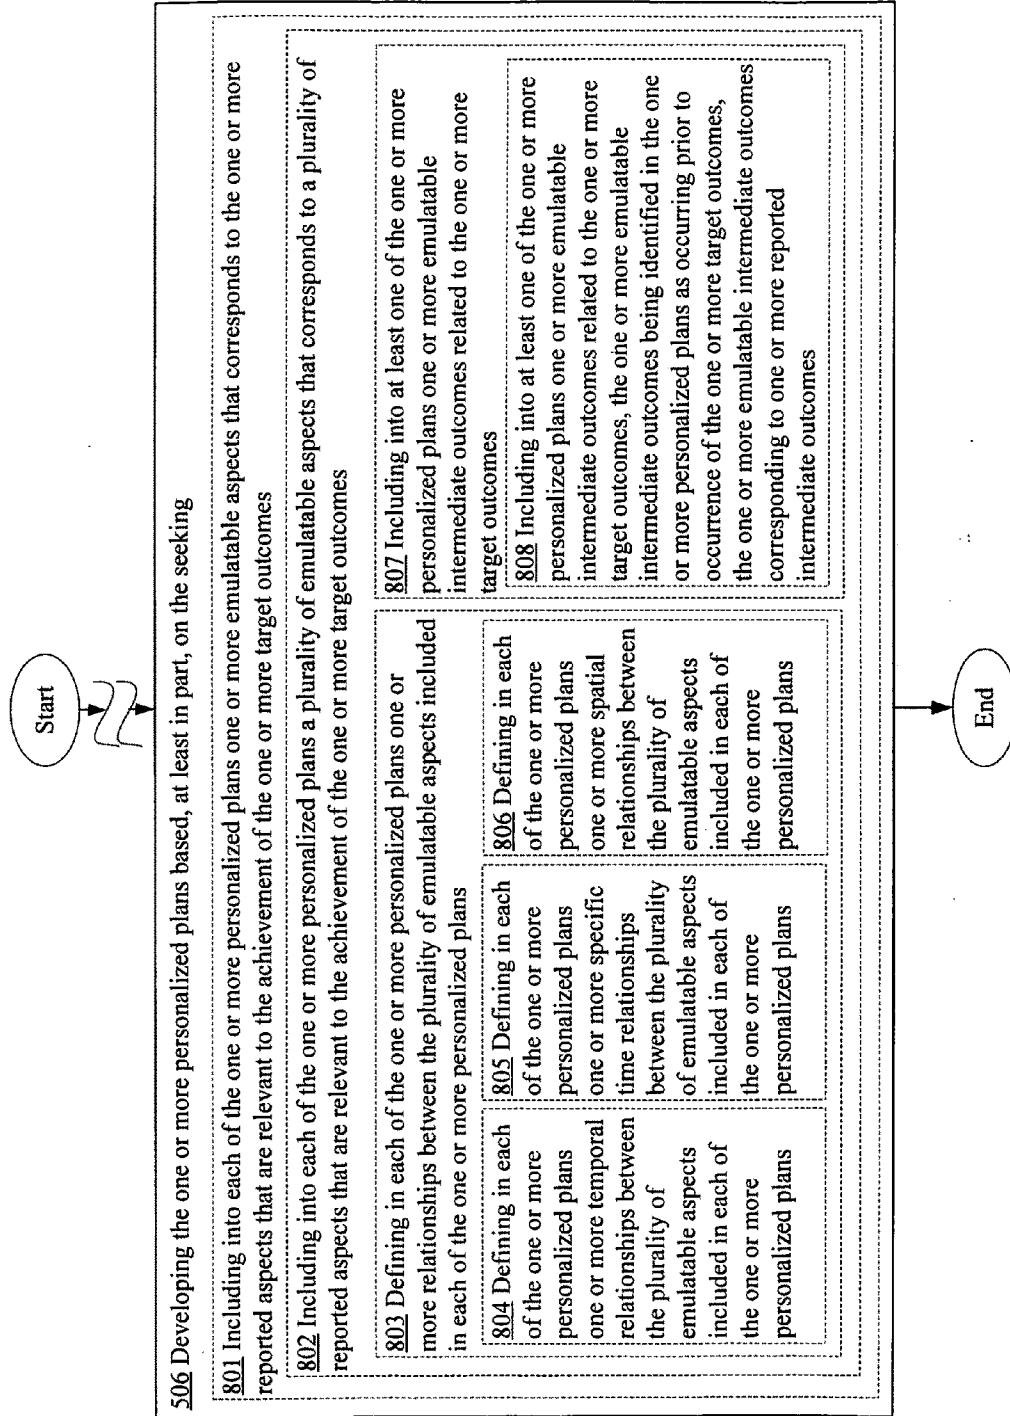 Start
506 Developing the one or more personalized plans based, at least in part, on the seeking
801 Including into each of the one or more personalized plans one or more emulatable aspects that corresponds to the one or more
reported aspects that are relevant to the achievement of the one or more target outcomes
802 Including into each of the one or more personalized plans a plurality of emulatable aspects that corresponds to a plurality of
reported aspects that are relevant to the achievement of the one or more target outcomes
803 Defining in each of the one or more personalized plans one or
more relationships between the plurality of emulatable aspects included
in each of the one or more personalized plans
804 Defining in each
of the one or more
personalized plans
one or more temporal
relationships between
the plurality of
emulatable aspects
included in each of
the one or more
personalized plans
805 Defining in each
of the one or more
personalized plans
one or more specific
time relationships
between the plurality
of emulatable aspects
included in each of
the one or more
personalized plans
806 Defining in each
of the one or more
personalized plans
one or more spatial
relationships between
the plurality of
emulatable aspects
included in each of
the one or more
personalized plans
807 Including into at least one of the one or more
personalized plans one or more emulatable
intermediate outcomes related to the one or more
target outcomes
808 Including into at least one of the one or more
personalized plans one or more emulatable
intermediate outcomes related to the one or more
target outcomes, the one or more emulatable
intermediate outcomes being identified in the one
or more personalized plans as occurring prior to
occurrence of the one or more target outcomes,
the one or more emulatable intermediate outcomes
corresponding to one or more reported
intermediate outcomes
End